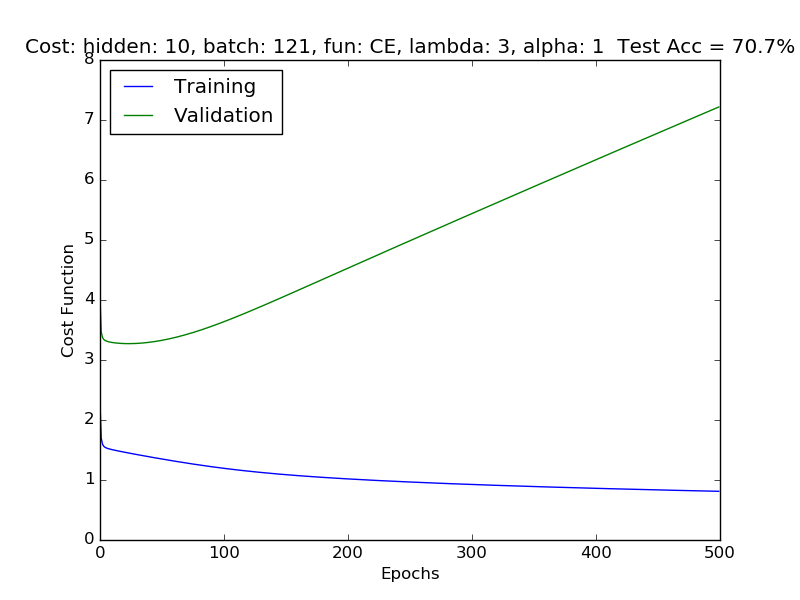 Cost: hidden: 10, batch: 121, fun: CE, lambda: 3, alpha: 1  Test Acc = 70.7%
8
Training
Validation
7
6
5
4
3
2
1
0
Cost Function
0 100 200 300 400 500
Epochs